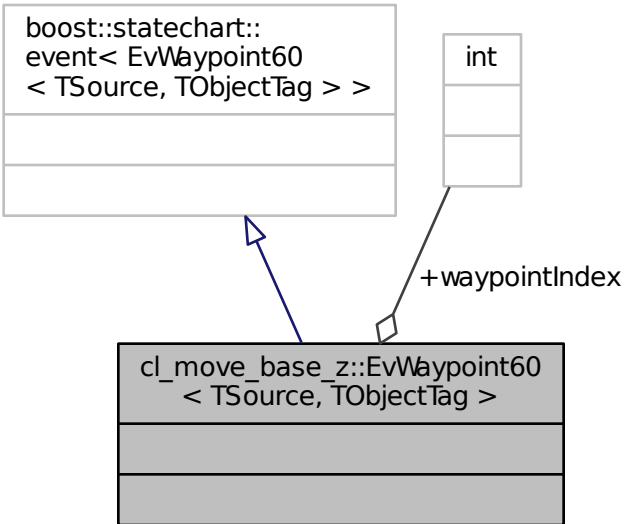 boost::statechart::
event< EvWaypoint60
< TSource, TObjectTag > >
int
+waypointIndex
cl_move_base_z::EvWaypoint60
< TSource, TObjectTag >